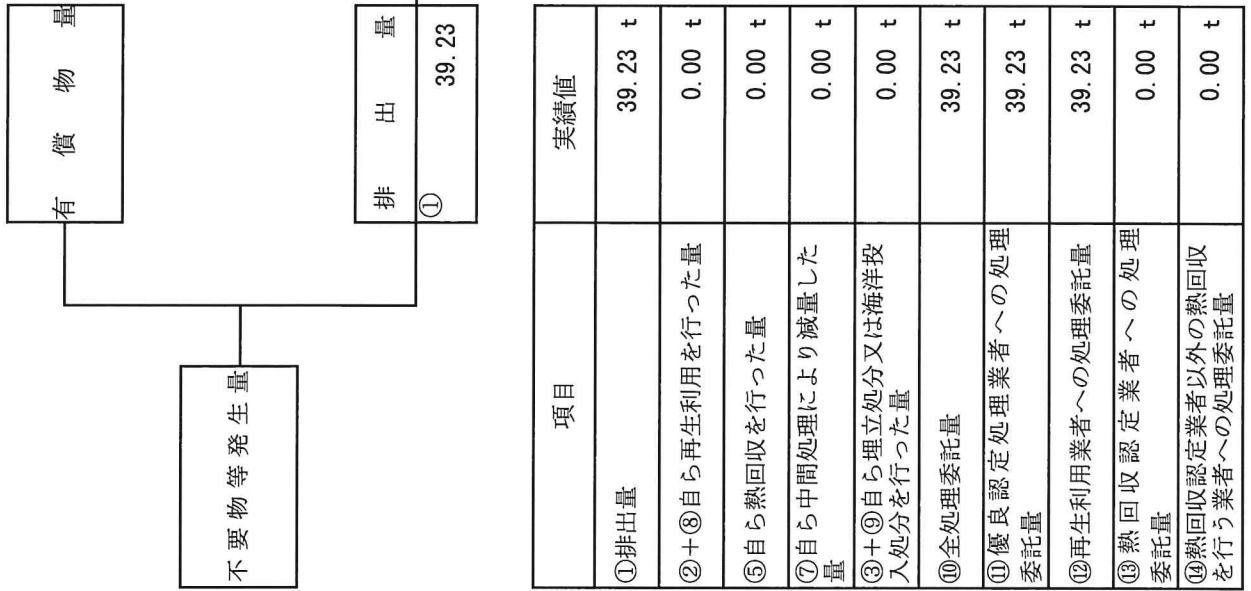 不要物等発生量
有償物量
排出量
① 39.23
項目 実績値
①排出量 39.23 t
②+⑧自ら再生利用を行った量 0.00 t
⑤自ら熱回収を行った量 0.00 t
⑦自ら中間処理により減量した
量 0.00 t
③+⑨自ら埋立処分又は海洋投
入処分を行った量 0.00 t
⑩全処理委託量 39.23 t
⑪優良認定処理業者への処理
委託量 39.23 t
⑫再生利用業者への処理委託量 39.23 t
⑬熱回収認定業者への処理
委託量 0.00 t
⑭熱回収認定業者以外の熱回収
を行う業者への処理委託量 0.00 t